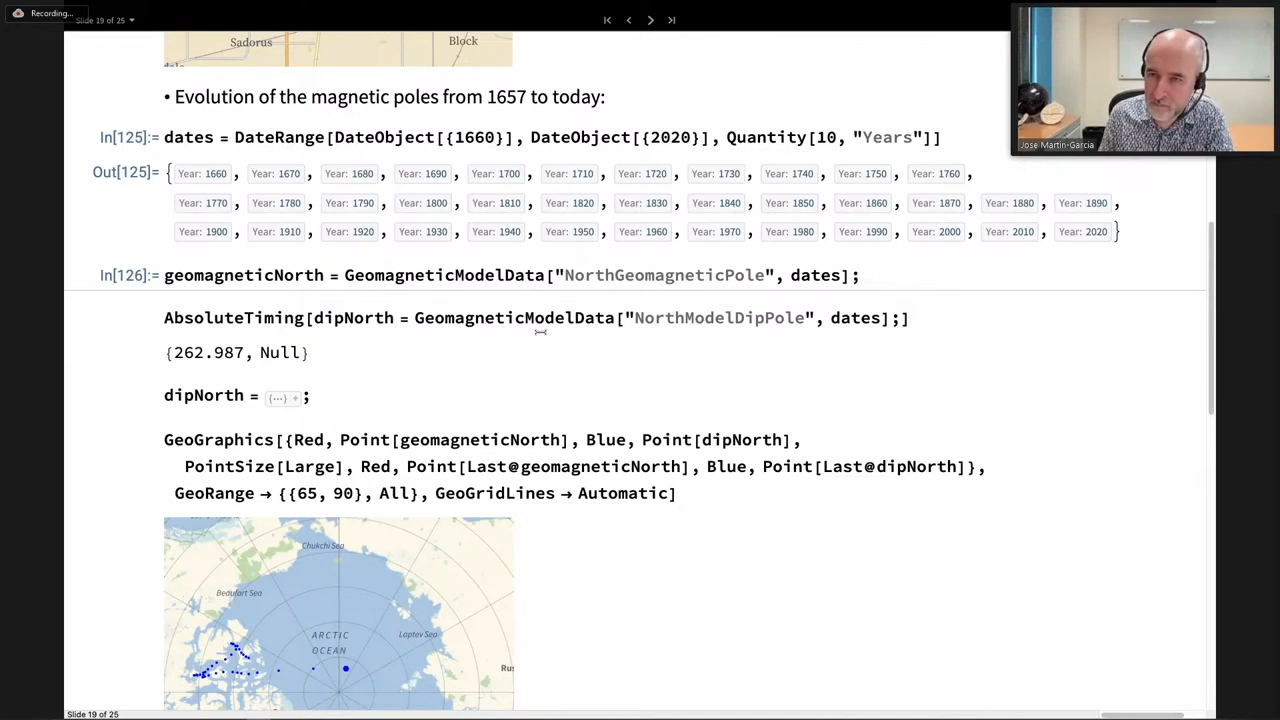 Recording...
Slide 19 of 25
Sadorus
Block
• Evolution of the magnetic poles from 1657 to today:
In[125]:= dates = DateRange[DateObject[{1660}], DateObject[{2020}], Quantity[10, "Years"]]
Out[125]= { Year: 1660 , Year: 1670 , Year: 1680 , Year: 1690 , Year: 1700 , Year: 1710 , Year: 1720 , Year: 1730 , Year: 1740 , Year: 1750 , Year: 1760 ,
Year: 1770 , Year: 1780 , Year: 1790 , Year: 1800 , Year: 1810 , Year: 1820 , Year: 1830 , Year: 1840 , Year: 1850 , Year: 1860 , Year: 1870 , Year: 1880 , Year: 1890 ,
Year: 1900 , Year: 1910 , Year: 1920 , Year: 1930 , Year: 1940 , Year: 1950 , Year: 1960 , Year: 1970 , Year: 1980 , Year: 1990 , Year: 2000 , Year: 2010 , Year: 2020 }
Jose Martin-Garcia
In[126]:= geomagneticNorth = GeomagneticModelData["NorthGeomagneticPole", dates];
AbsoluteTiming[dipNorth = GeomagneticModelData["NorthModelDipPole", dates];]
{262.987, Null}
dipNorth = {⋯} + ;
GeoGraphics[{Red, Point[geomagneticNorth], Blue, Point[dipNorth],
PointSize[Large], Red, Point[Last@geomagneticNorth], Blue, Point[Last@dipNorth]},
GeoRange → {{65, 90}, All}, GeoGridLines → Automatic]
Chukchi Sea
Beaufort Sea
ARCTIC
OCEAN
Laptev Sea
Rus
Slide 19 of 25